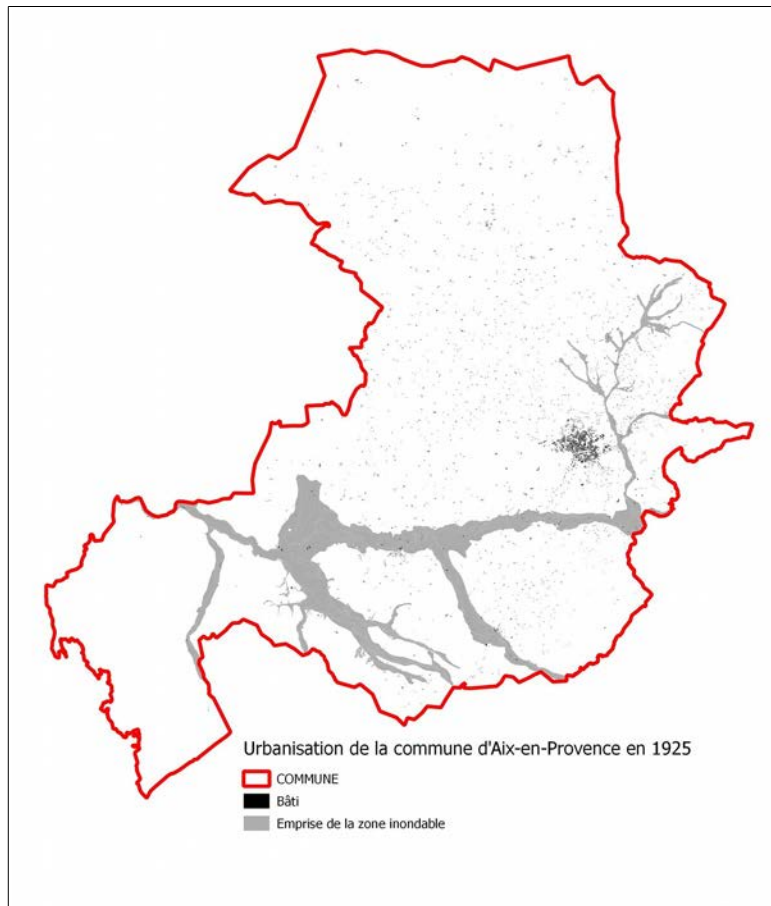 Urbanisation de la commune d'Aix-en-Provence en 1925
COMMUNE
Bâti
Emprise de la zone inondable